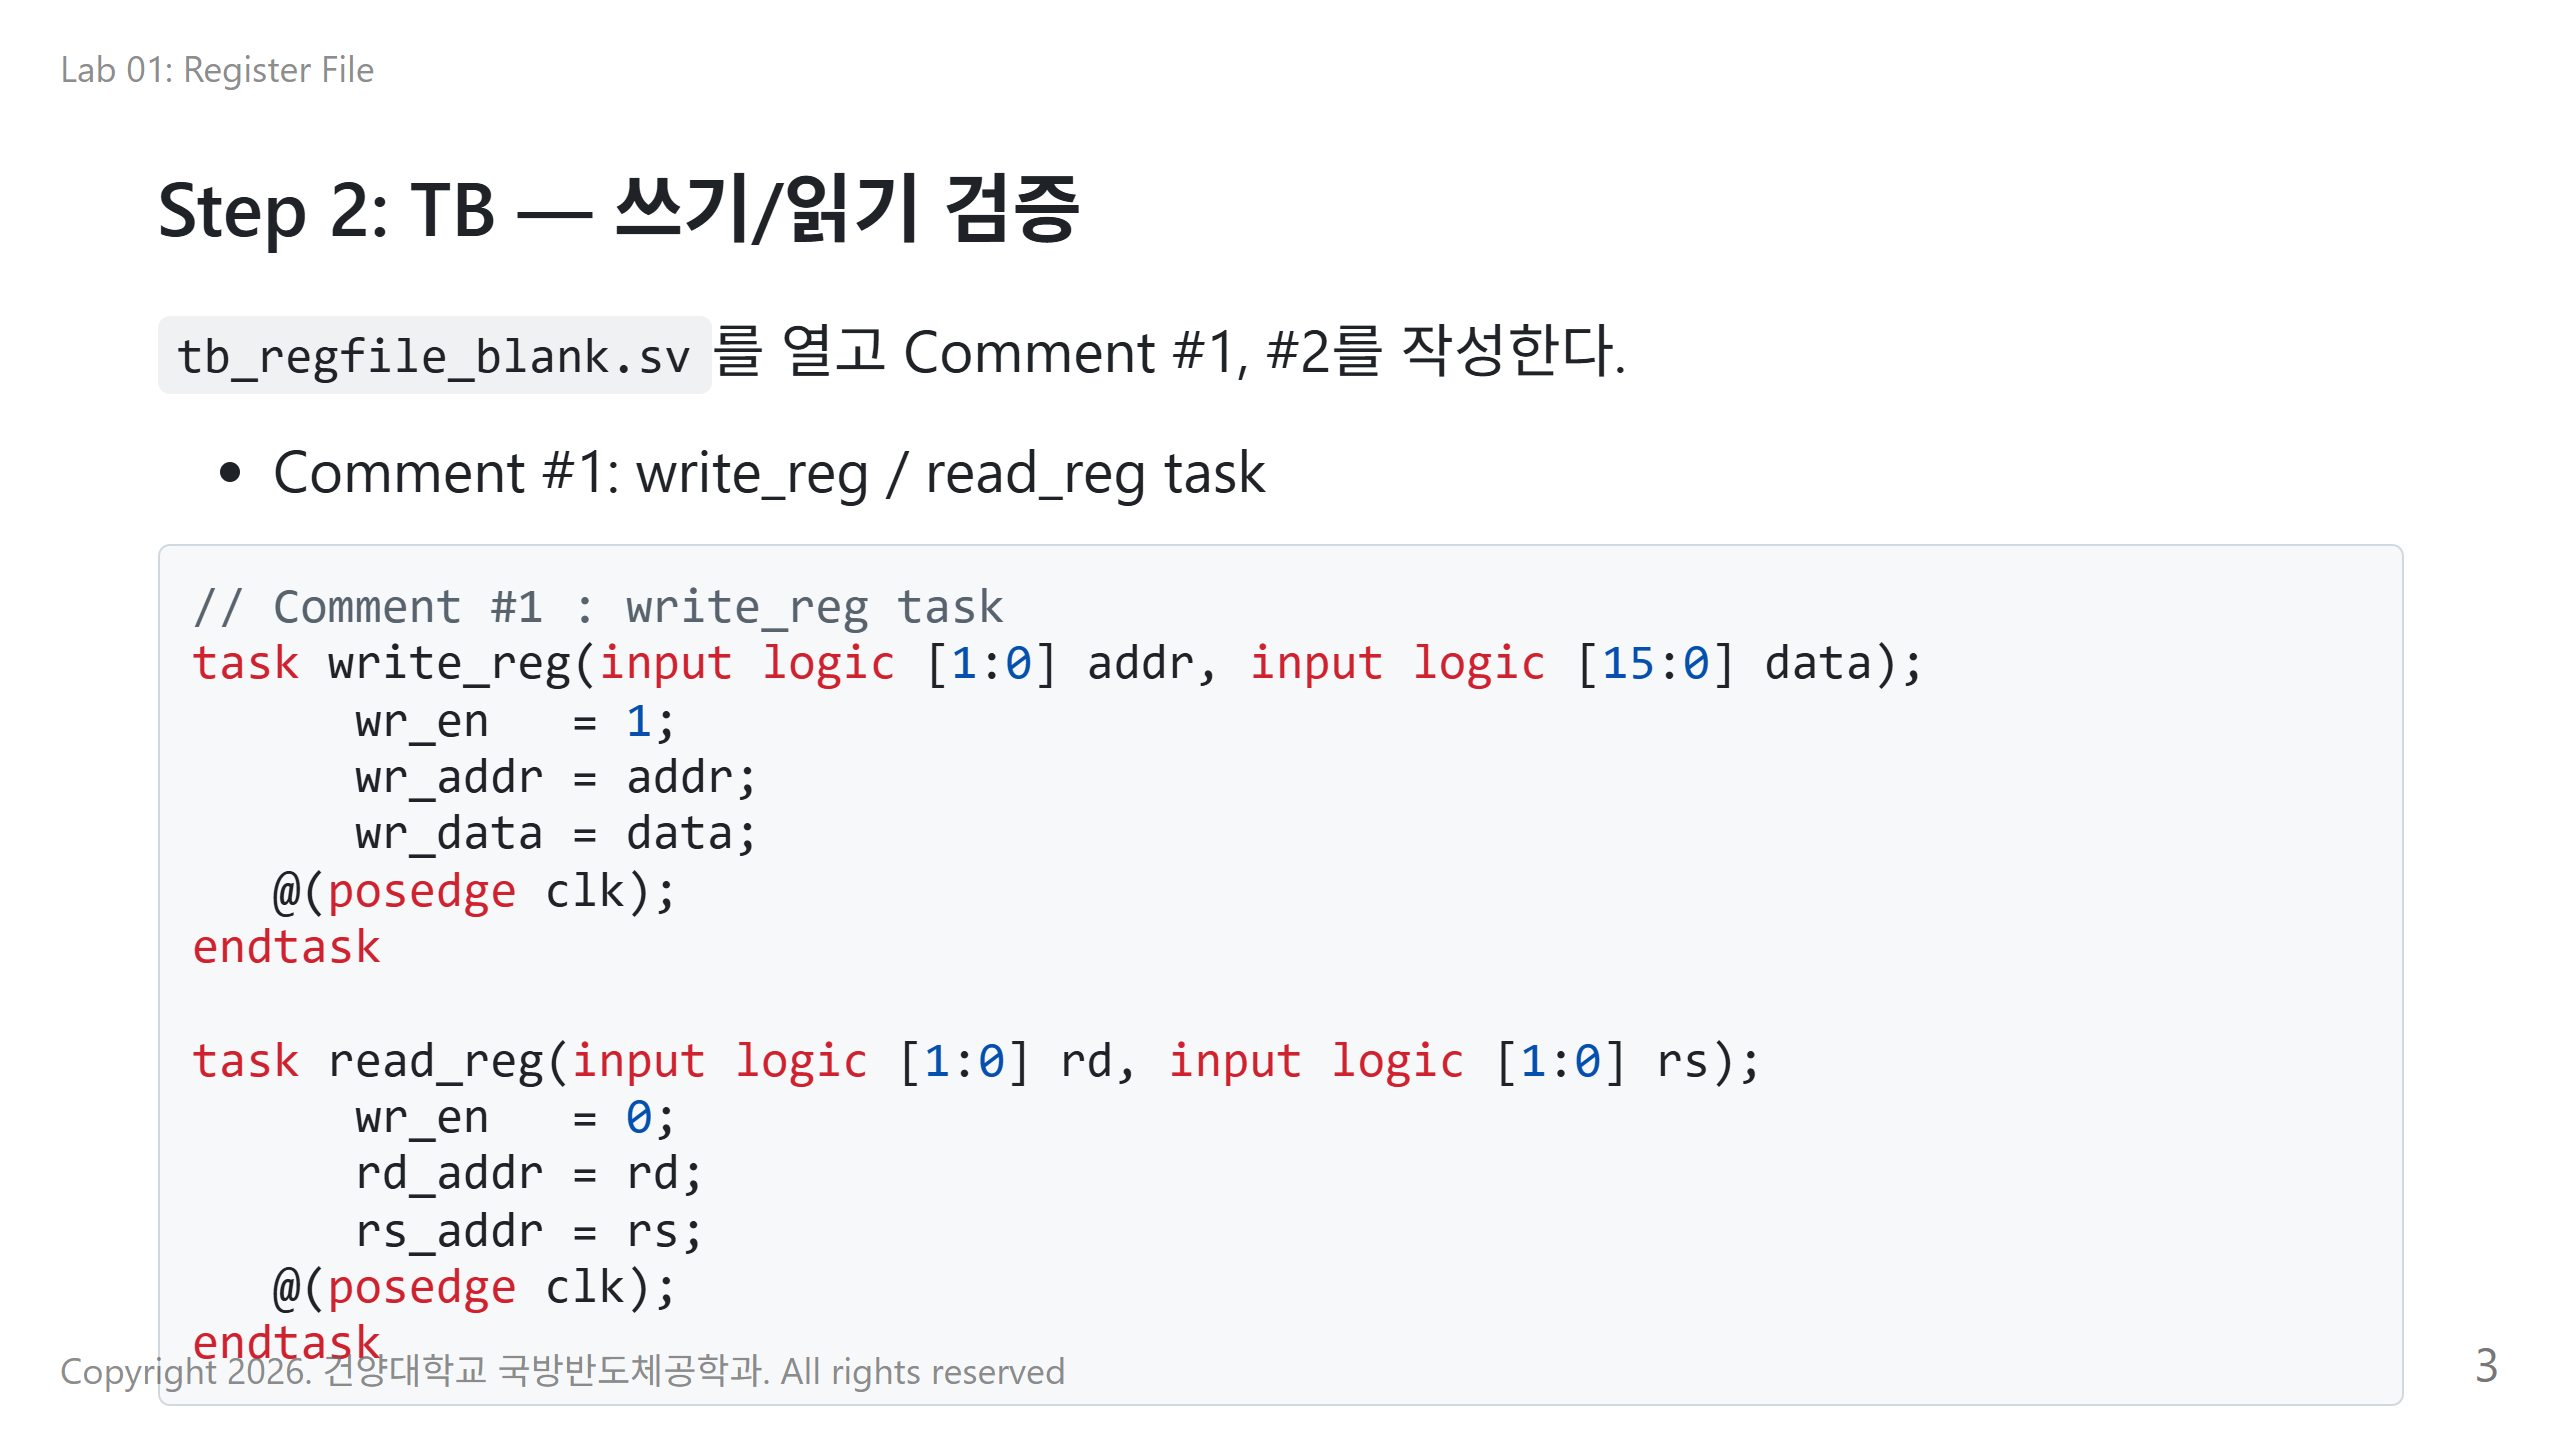 Lab 01: Register File
Step 2: TB — 쓰기/읽기 검증
tb_regfile_blank.sv를 열고 Comment #1, #2를 작성한다.
• Comment #1: write_reg / read_reg task
// Comment #1 : write_reg task
task write_reg(input logic [1:0] addr, input logic [15:0] data);
      wr_en   = 1;
      wr_addr = addr;
      wr_data = data;
   @(posedge clk);
endtask

task read_reg(input logic [1:0] rd, input logic [1:0] rs);
      wr_en   = 0;
      rd_addr = rd;
      rs_addr = rs;
   @(posedge clk);
endtask
Copyright 2026. 건양대학교 국방반도체공학과. All rights reserved
3